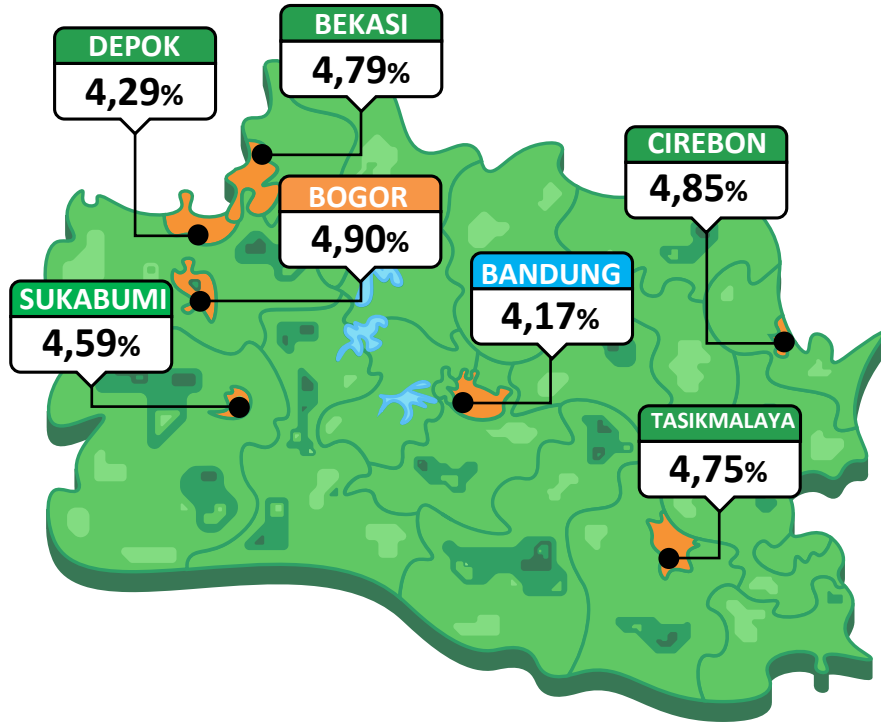 DEPOK
4,29%
BEKASI
4,79%
CIREBON
4,85%
BOGOR
4,90%
BANDUNG
4,17%
SUKABUMI
4,59%
TASIKMALAYA
4,75%